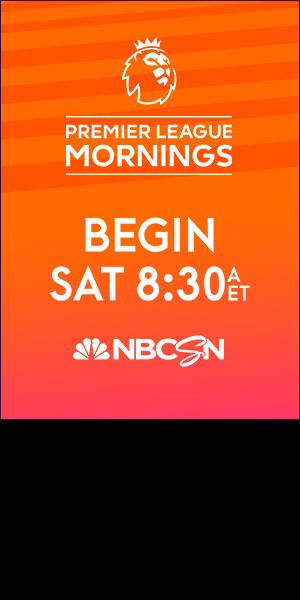 PREMIER LEAGUE
MORNINGS
BEGIN
SAT 8:30A ET
NBCSN